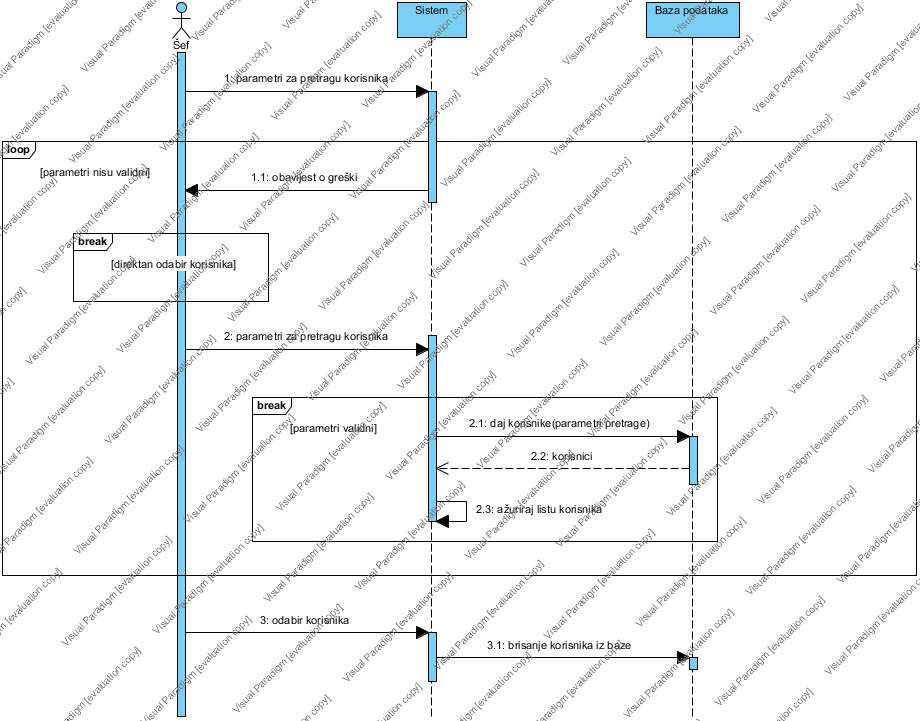 Sistem
Baza podataka
Šef
1: parametri za pretragu korisnika
loop
[parametri nisu validni]
1.1: obavijest o greški
break
[direktan odabir korisnika]
2: parametri za pretragu korisnika
break
[parametri validni]
2.1: daj korisnike(parametri pretrage)
2.2: korisnici
2.3: ažuriraj listu korisnika
3: odabir korisnika
3.1: brisanje korisnika iz baze
Visual Paradigm [evaluation copy]